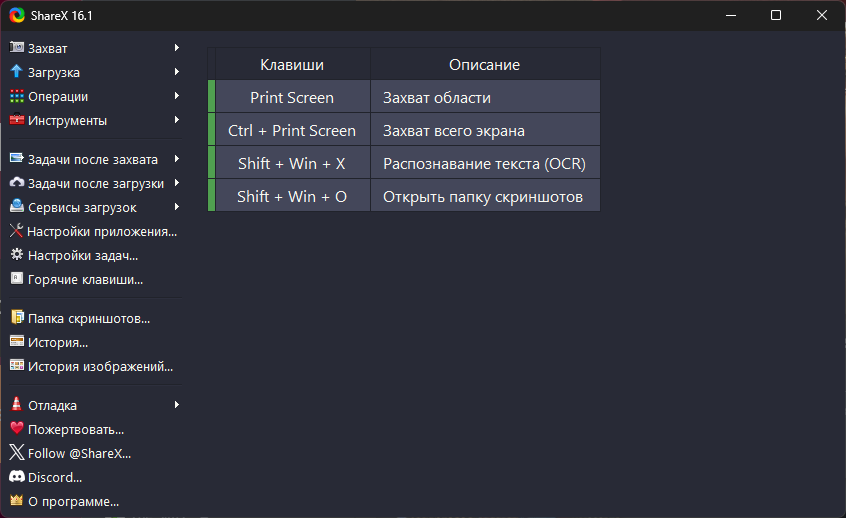 ShareX 16.1
Захват
Загрузка
Операции
Инструменты
Задачи после захвата
Задачи после загрузки
Сервисы загрузок
Настройки приложения...
Настройки задач...
Горячие клавиши...
Папка скриншотов...
История...
История изображений...
Отладка
Пожертвовать...
Follow @ShareX...
Discord...
О программе...
Клавиши Описание
Print Screen Захват области
Ctrl + Print Screen Захват всего экрана
Shift + Win + X Распознавание текста (OCR)
Shift + Win + O Открыть папку скриншотов